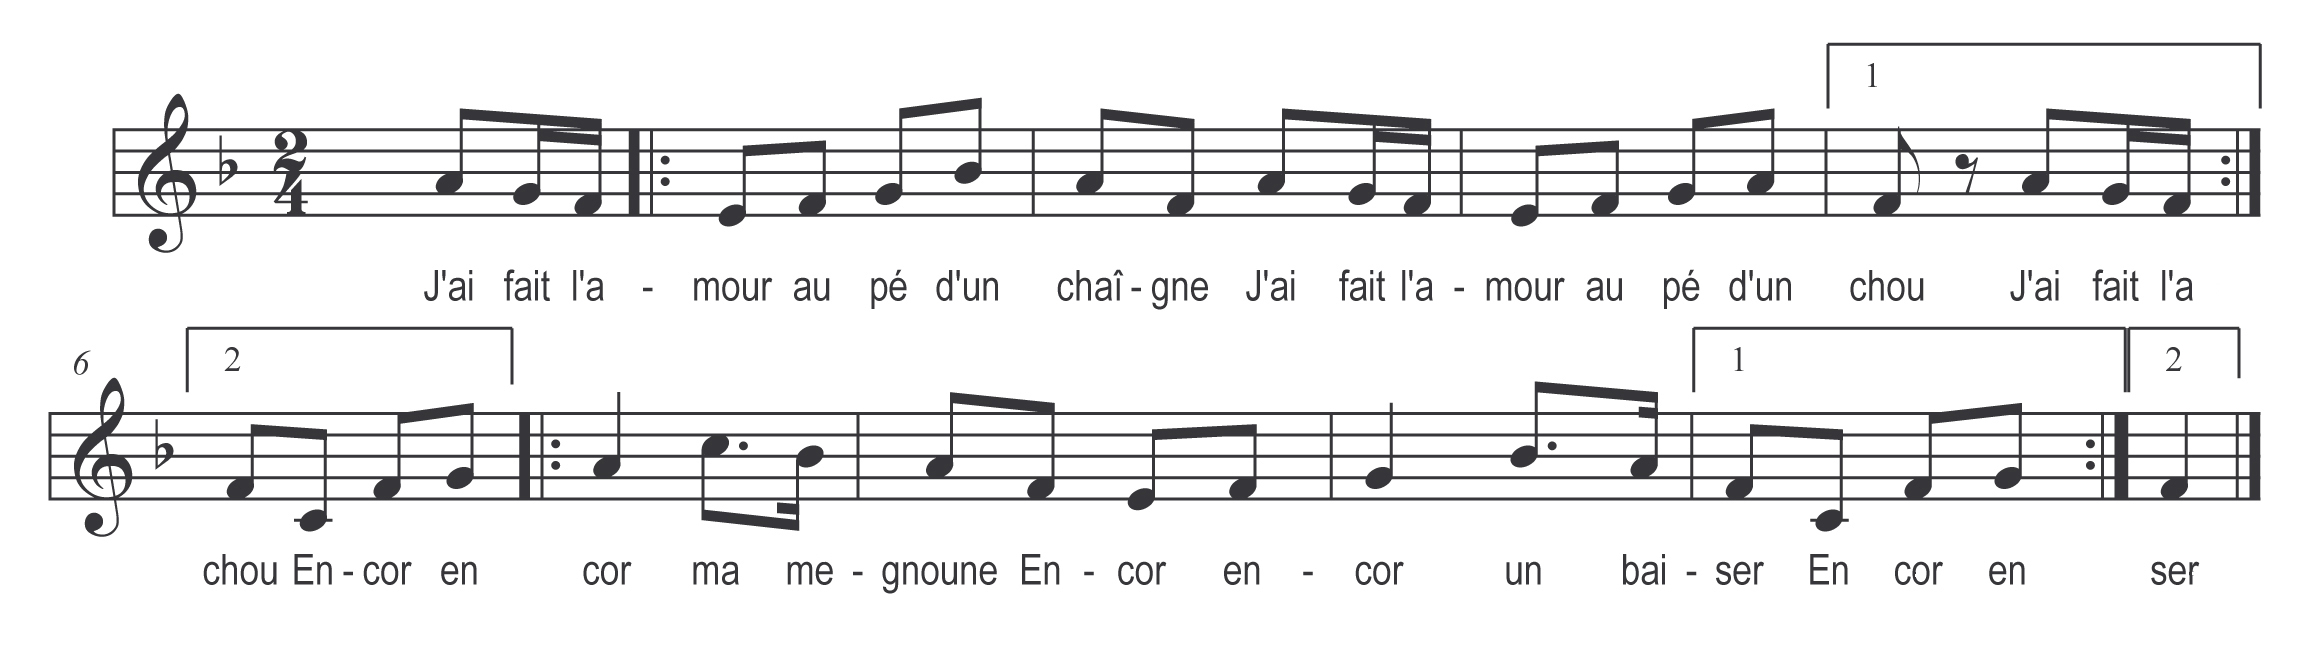 1
2
4
J'ai fait l'a - mour au pé d'un chaî - gne J'ai fait l'a - mour au pé d'un chou J'ai fait l'a
6 2 1 2
chou En - cor en cor ma me - gnoune En - cor en - cor un bai - ser En cor en ser